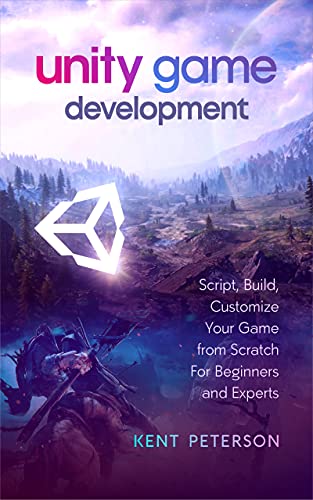 unity game
development
Script, Build,
Customize
Your Game
from Scratch
For Beginners
and Experts
KENT PETERSON